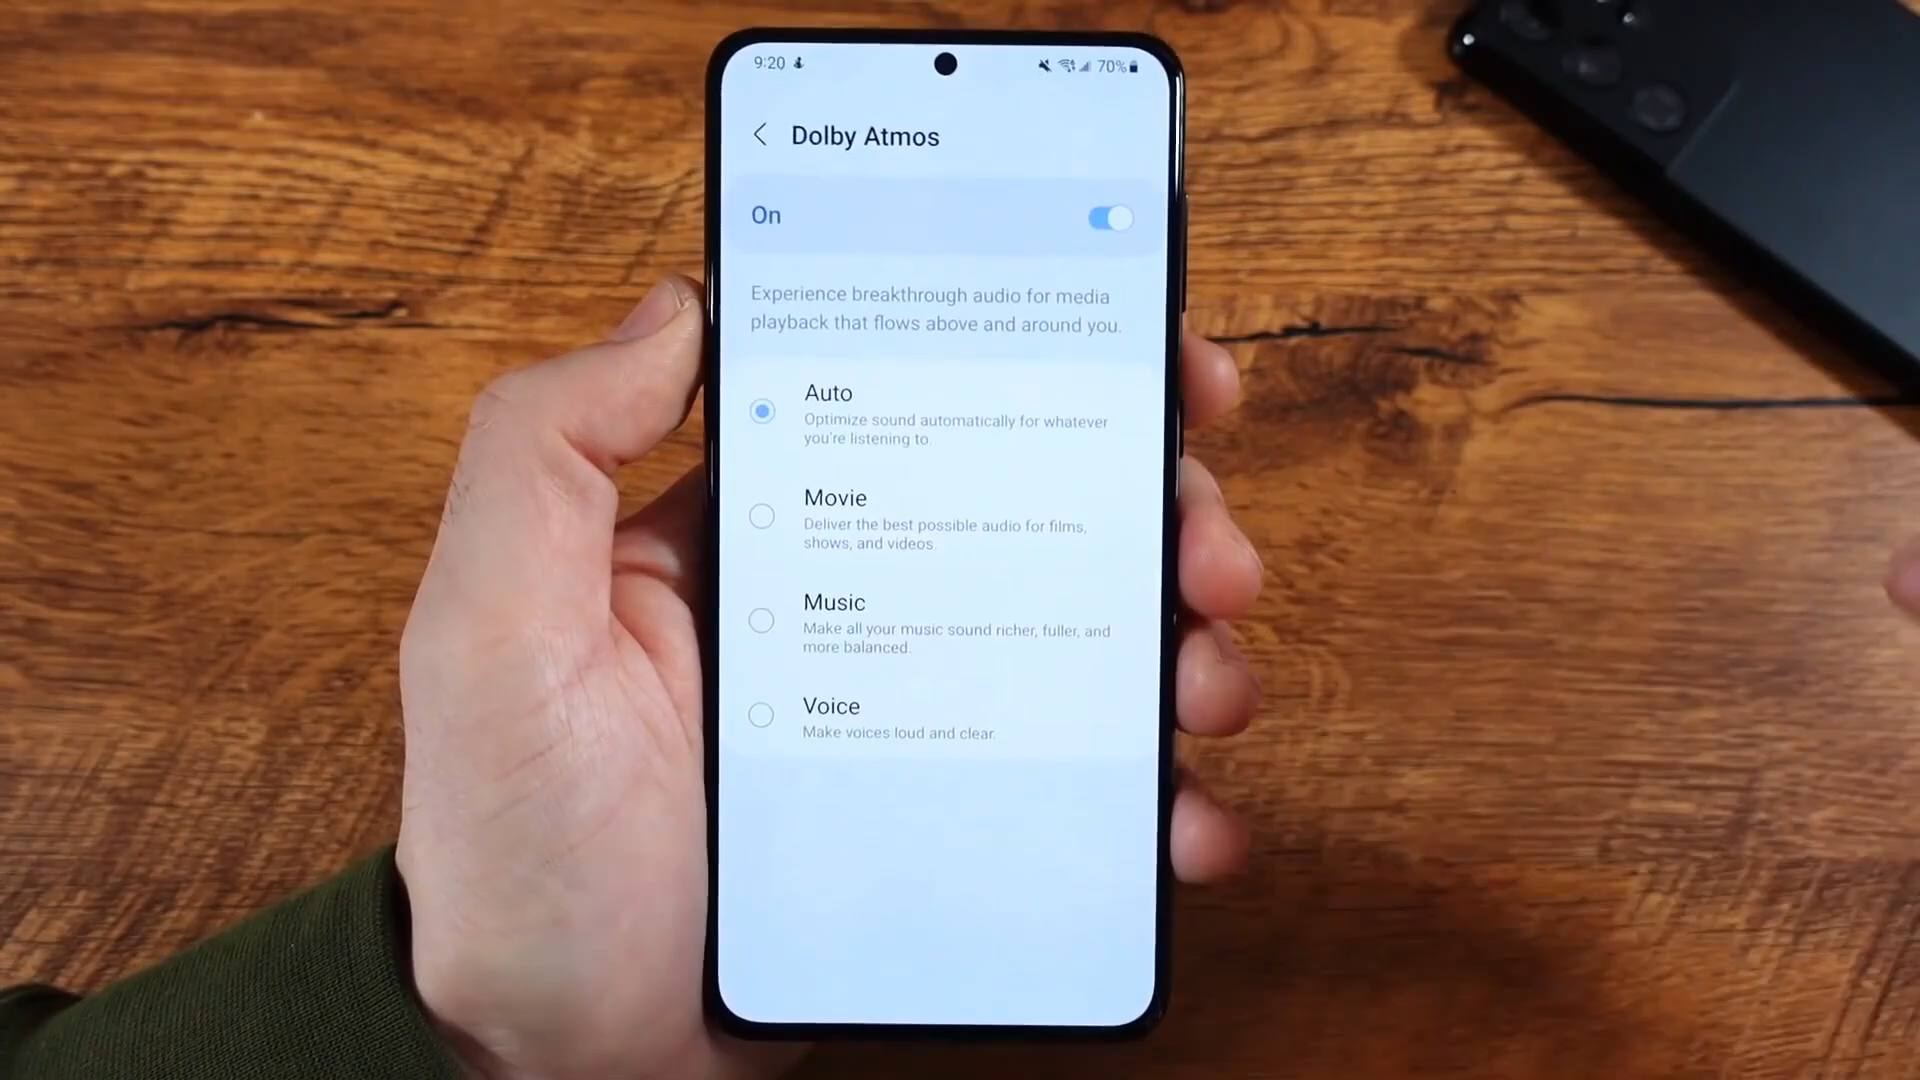 9:20 70%
Dolby Atmos
On
Experience breakthrough audio for media
playback that flows above and around you.
Auto
Optimize sound automatically for whatever
you're listening to.
Movie
Deliver the best possible audio for films,
shows, and videos.
Music
Make all your music sound richer, fuller, and
more balanced.
Voice
Make voices loud and clear.